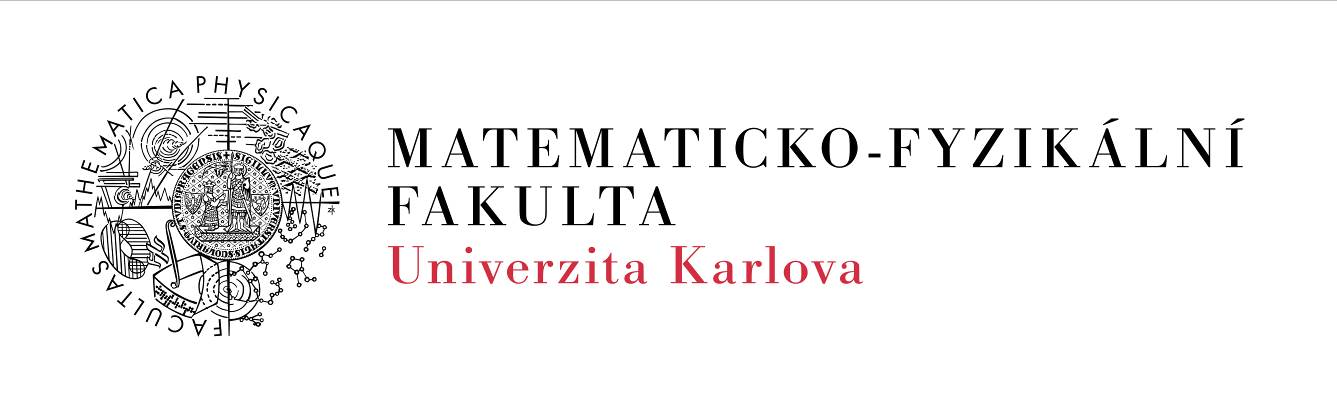 FACULTAS MATHEMATICA PHYSICAQUE
MATEMATICKO-FYZIKÁLNÍ
FAKULTA
Univerzita Karlova